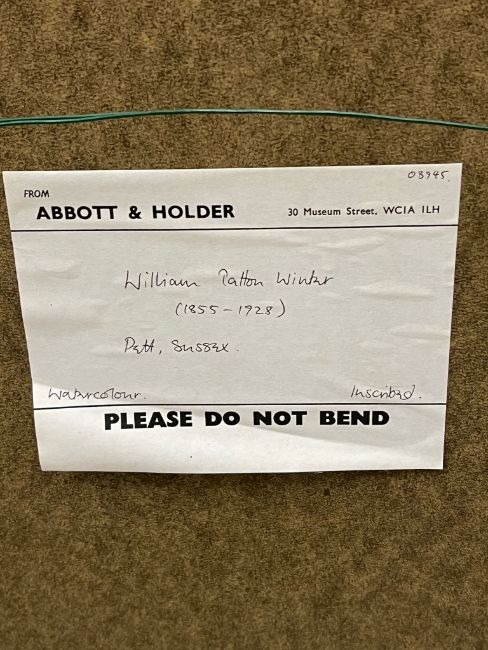 03945.
FROM
ABBOTT & HOLDER 30 Museum Street, WC1A 1LH
William Patton Winter
(1855-1928)
Pett, Sussex.
Watercolour. Inscribed.
PLEASE DO NOT BEND